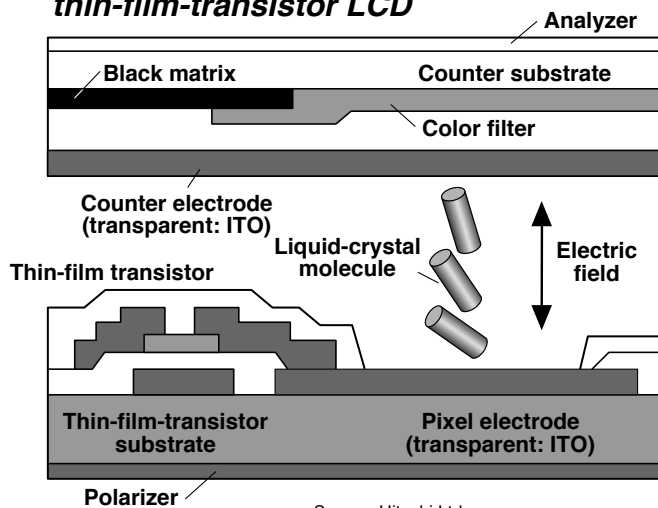 thin-film-transistor LCD
Analyzer
Black matrix
Counter substrate
Color filter
Counter electrode
(transparent: ITO)
Liquid-crystal
molecule
Electric
field
Thin-film transistor
Thin-film-transistor
substrate
Pixel electrode
(transparent: ITO)
Polarizer